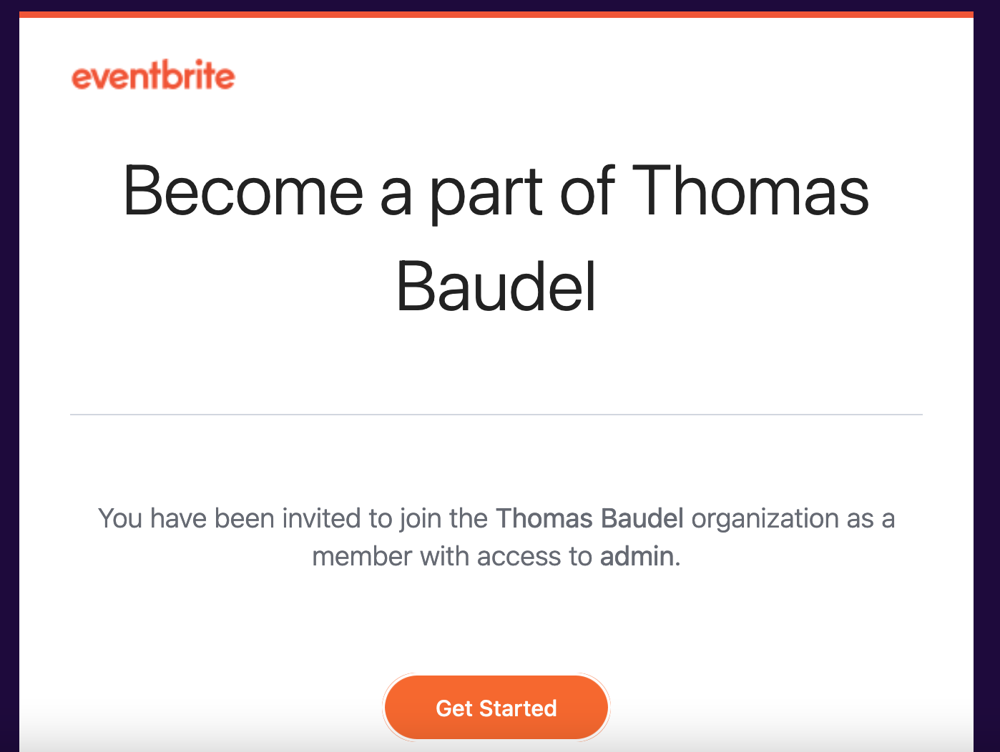 eventbrite
Become a part of Thomas
Baudel
You have been invited to join the Thomas Baudel organization as a
member with access to admin.
Get Started